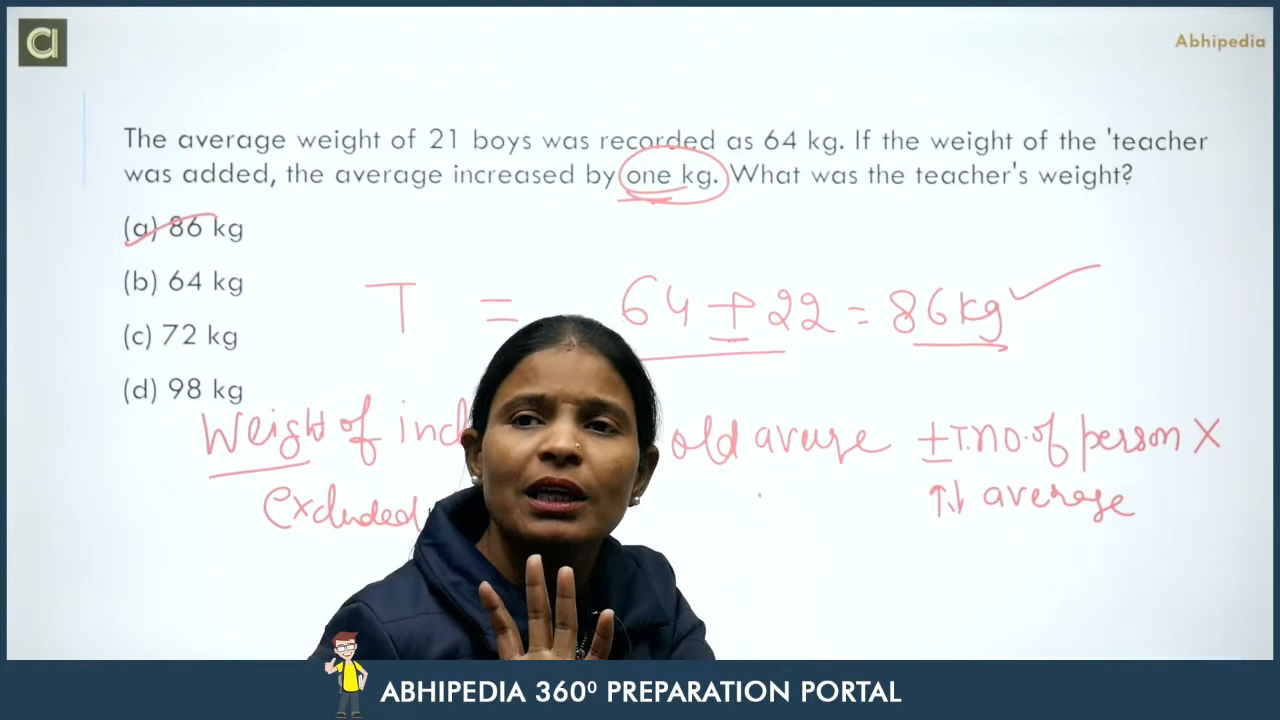 Abhipedia
The average weight of 21 boys was recorded as 64 kg. If the weight of the 'teacher
was added, the average increased by one kg. What was the teacher's weight?
(a) 86 kg
(b) 64 kg
(c) 72 kg
(d) 98 kg
T = 64 + 22 = 86 kg
Weight of old average ± T.no. of person X
excluded ↑↓ average
ABHIPEDIA 360⁰ PREPARATION PORTAL